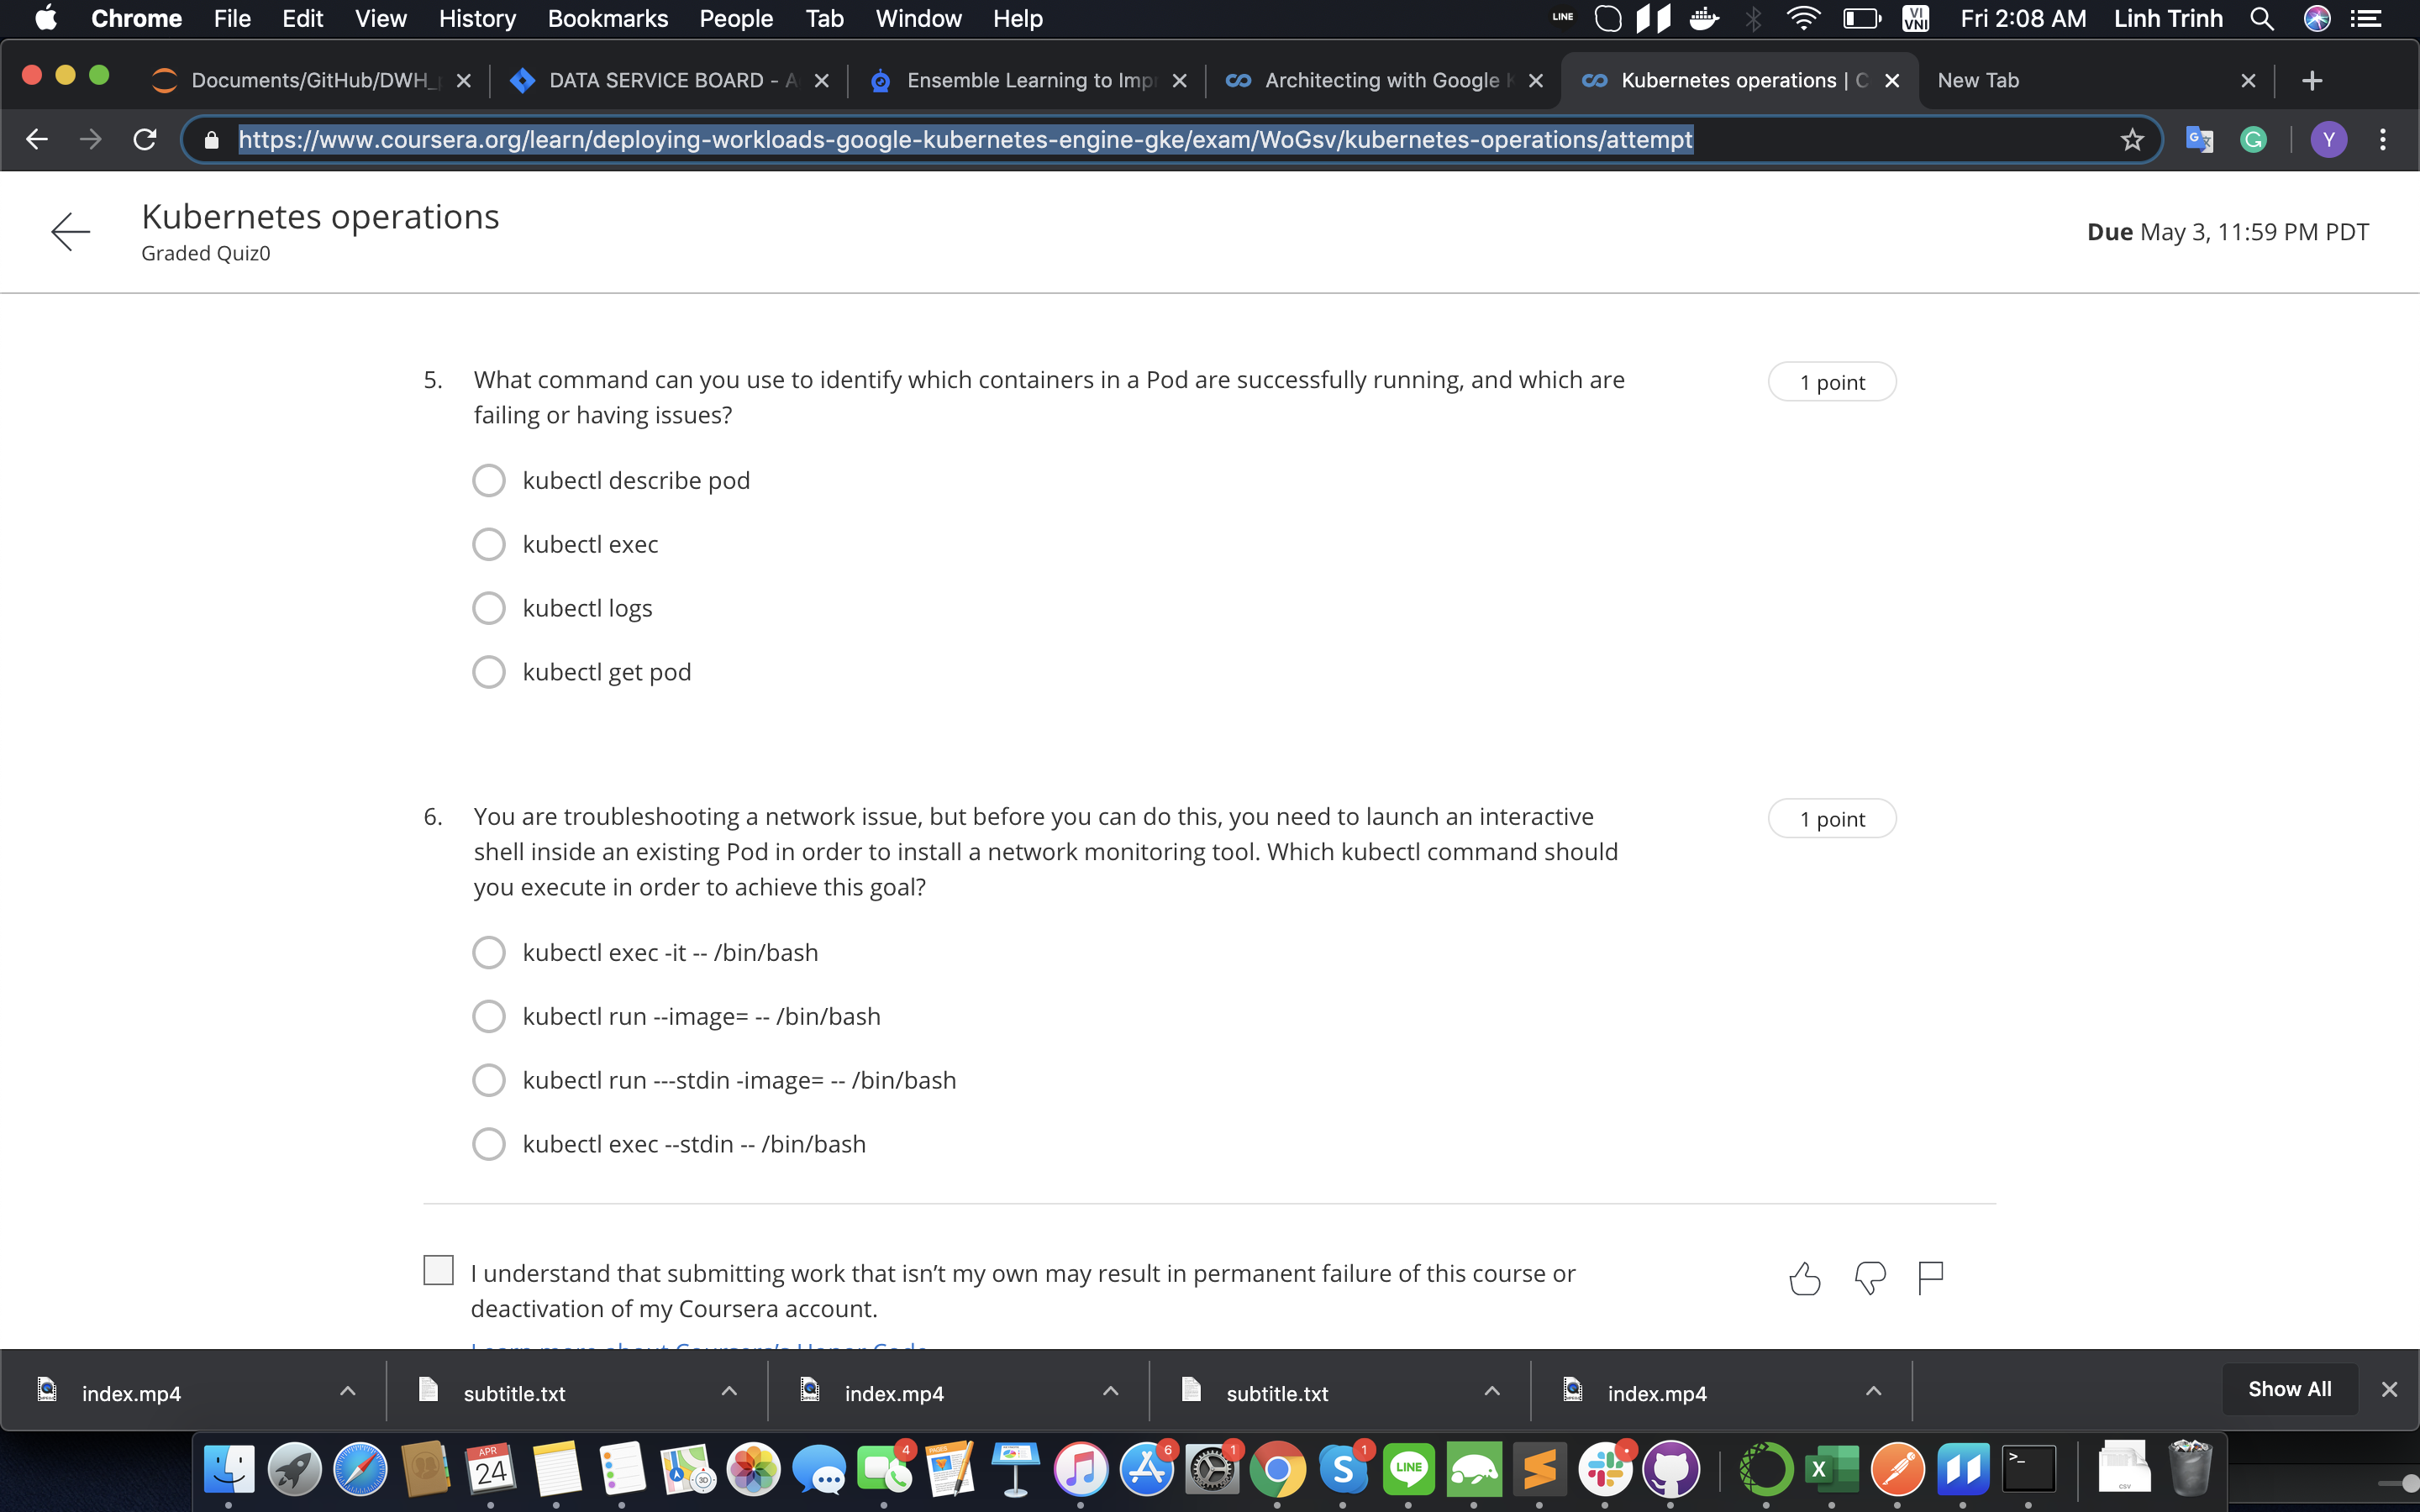 Chrome File Edit View History Bookmarks People Tab Window Help LINE VI VNI Fri 2:08 AM Linh Trinh
Documents/GitHub/DWH_ DATA SERVICE BOARD - A Ensemble Learning to Imp Architecting with Google Kubernetes operations | C New Tab
https://www.coursera.org/learn/deploying-workloads-google-kubernetes-engine-gke/exam/WoGsv/kubernetes-operations/attempt Y
Kubernetes operations
Graded Quiz0
Due May 3, 11:59 PM PDT
5. What command can you use to identify which containers in a Pod are successfully running, and which are
failing or having issues?
1 point
kubectl describe pod
kubectl exec
kubectl logs
kubectl get pod
6. You are troubleshooting a network issue, but before you can do this, you need to launch an interactive
shell inside an existing Pod in order to install a network monitoring tool. Which kubectl command should
you execute in order to achieve this goal?
1 point
kubectl exec -it -- /bin/bash
kubectl run --image= -- /bin/bash
kubectl run ---stdin -image= -- /bin/bash
kubectl exec --stdin -- /bin/bash
I understand that submitting work that isn't my own may result in permanent failure of this course or
deactivation of my Coursera account.
Learn more about Coursera's Honor Code
index.mp4 subtitle.txt index.mp4 subtitle.txt index.mp4 Show All
APR 24 4 PAGES 6 1 1 LINE